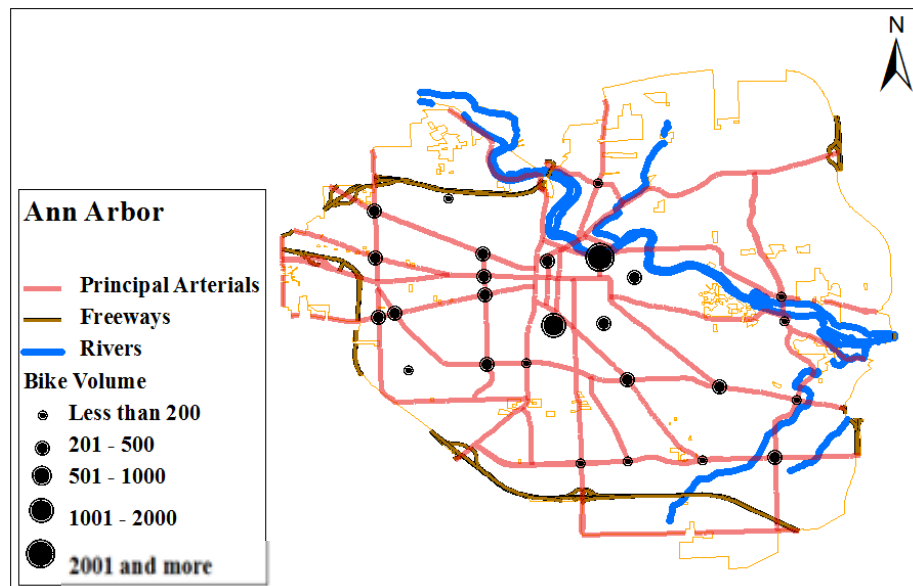 N
Ann Arbor
Principal Arterials
Freeways
Rivers
Bike Volume
Less than 200
201 - 500
501 - 1000
1001 - 2000
2001 and more